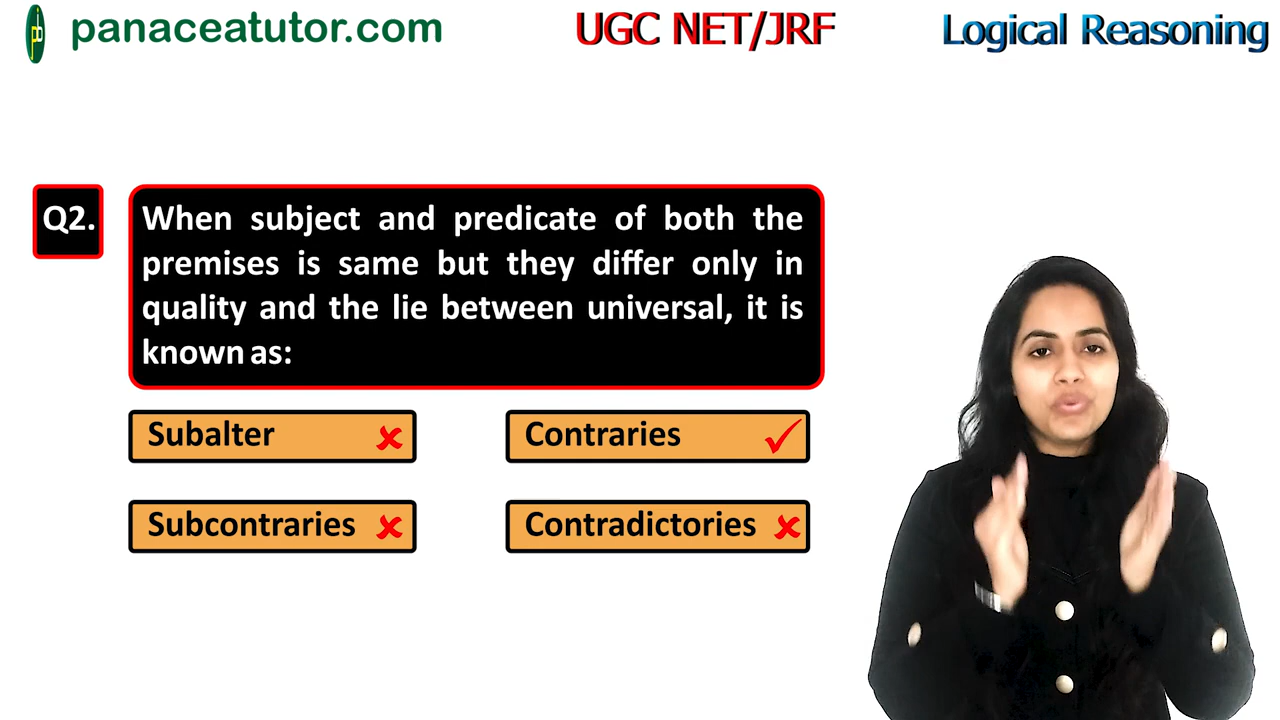 panaceatutor.com
UGC NET/JRF
Logical Reasoning
Q2.
When subject and predicate of both the
premises is same but they differ only in
quality and the lie between universal, it is
known as:
Subalter
Contraries
Subcontraries
Contradictories